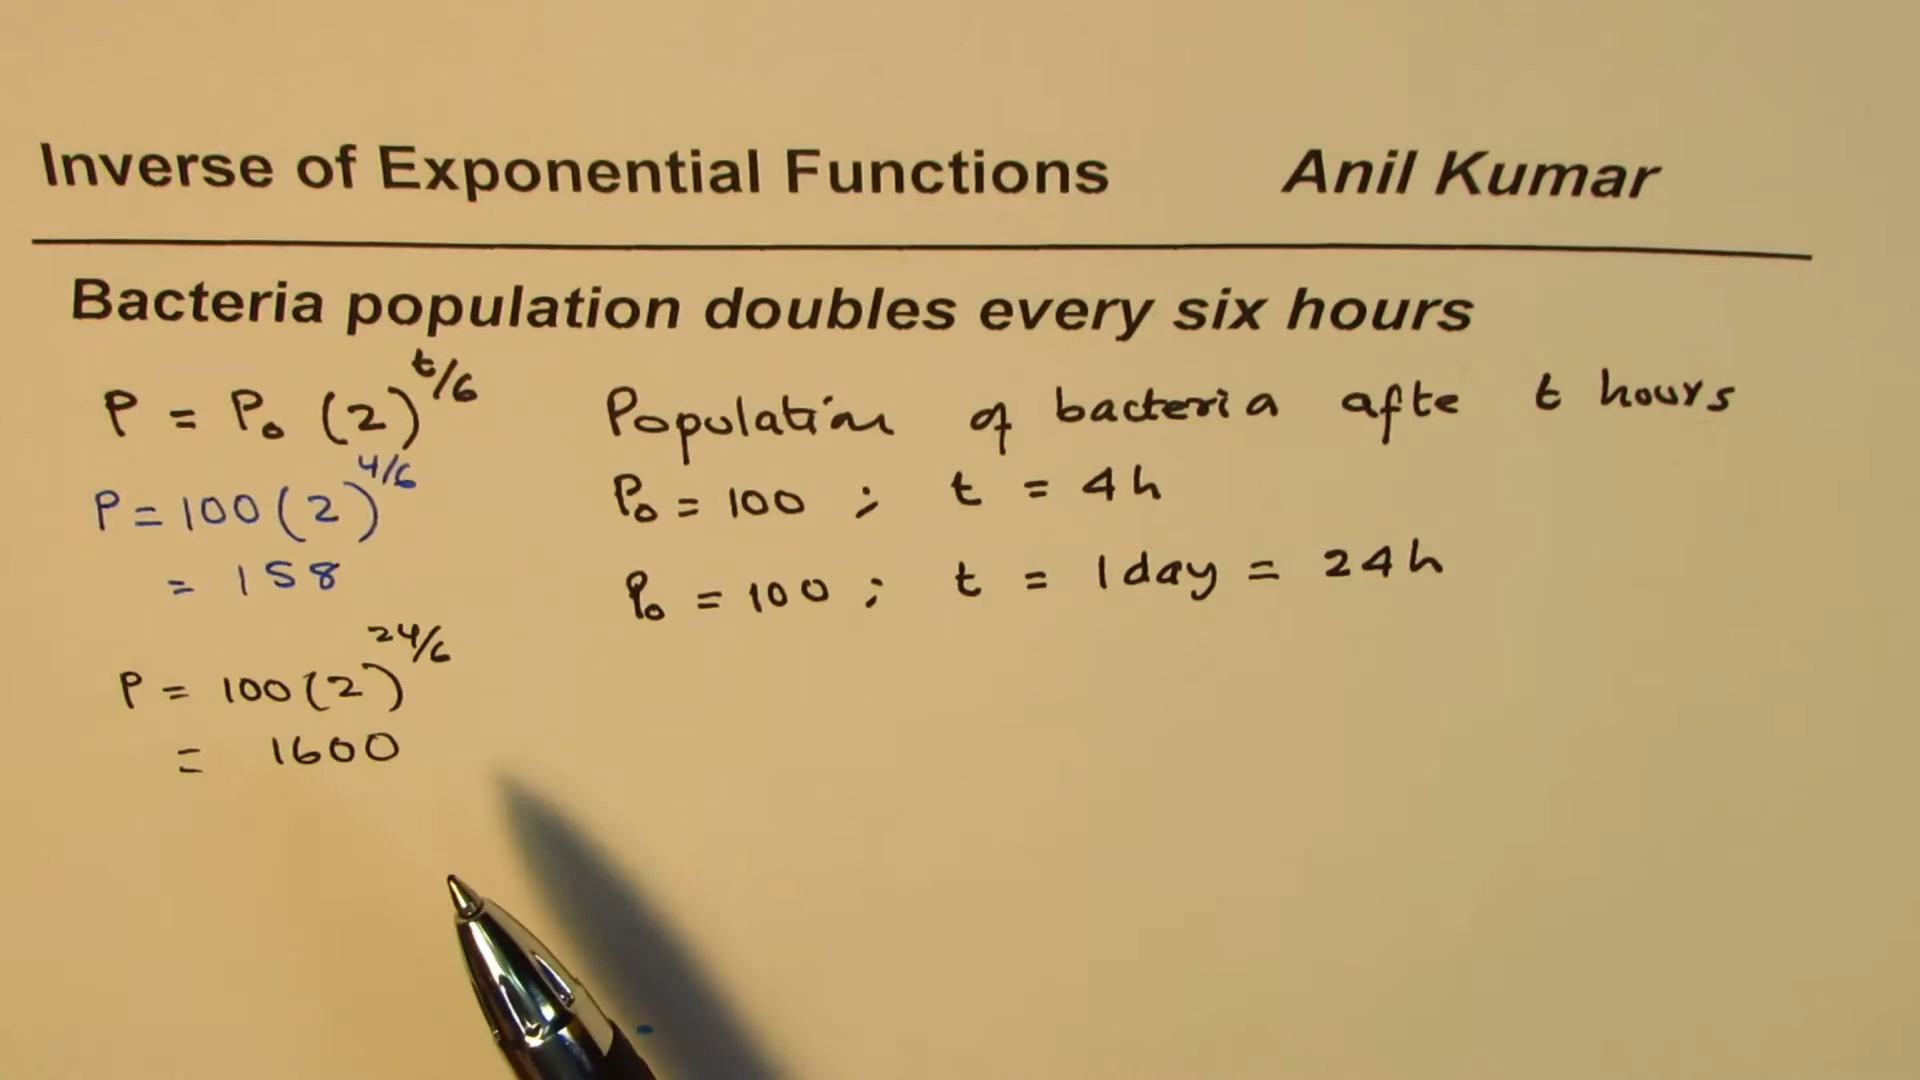 Inverse of Exponential Functions Anil Kumar
Bacteria population doubles every six hours
P = P₀ (2)^t/6 Population of bacteria afte t hours
P = 100 (2)^4/6 P₀ = 100 ; t = 4h
= 158 P₀ = 100 ; t = 1day = 24h
P = 100 (2)^24/6
= 1600